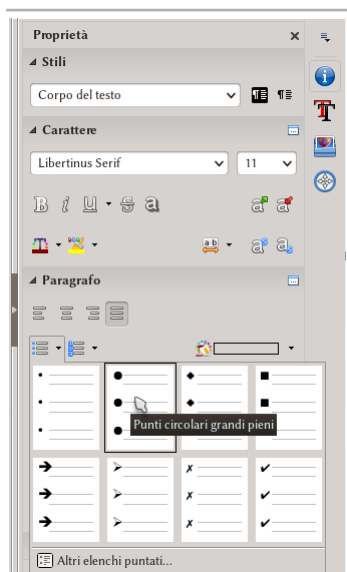 Proprietà
Stili
Corpo del testo
Carattere
Libertinus Serif 11
Paragrafo
Punti circolari grandi pieni
Altri elenchi puntati...